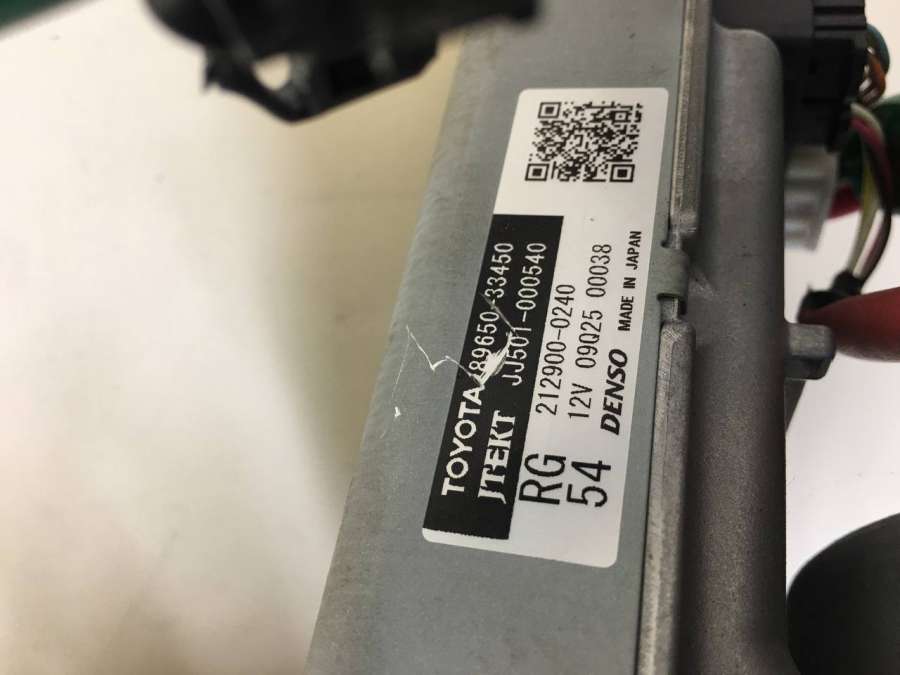 TOYOTA 89650-33450
JTEKT JJ501-000540
RG 212900-0240
54 12V 09Q25 00038
DENSO MADE IN JAPAN